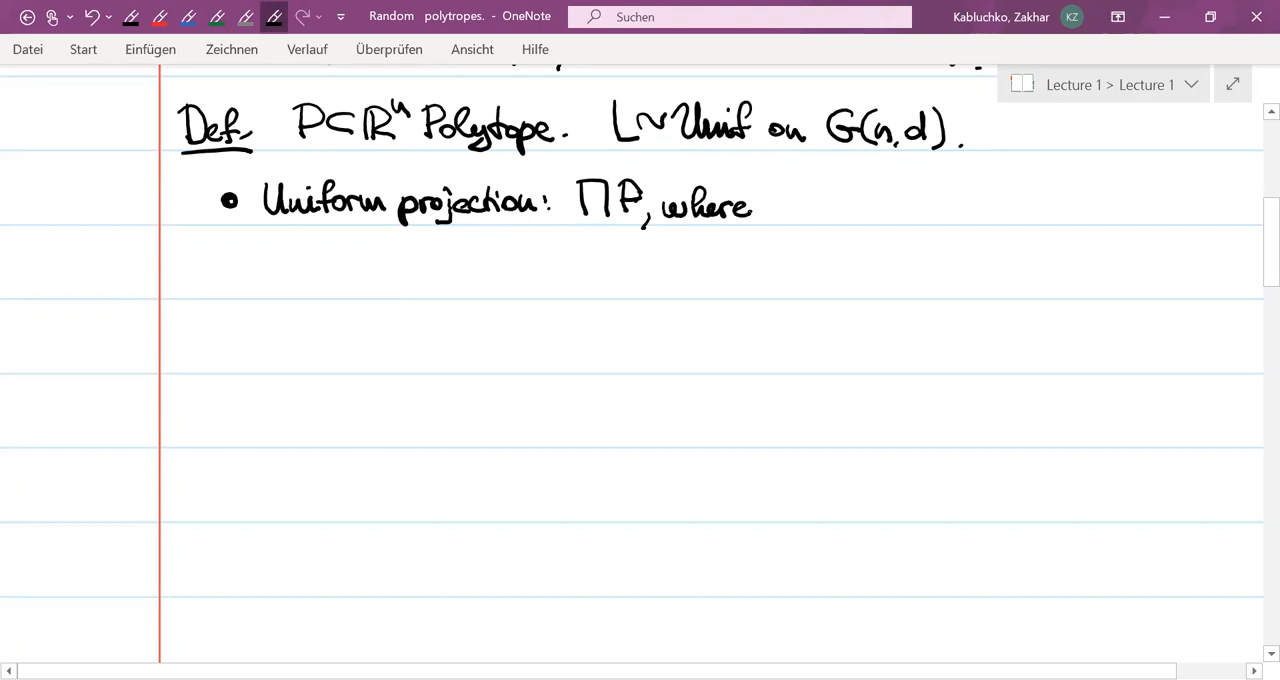 Random polytropes. - OneNote
Suchen
Kabluchko, Zakhar
KZ
Datei Start Einfügen Zeichnen Verlauf Überprüfen Ansicht Hilfe
Lecture 1 > Lecture 1
Def. P⊂ℝⁿ Polytope. L~Unif on G(n,d).
• Uniform projection: ΠP, where